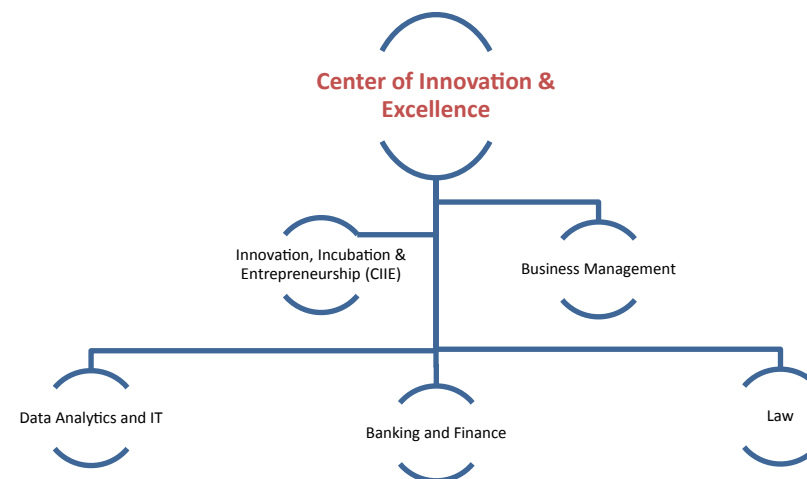 Center of Innovation &
Excellence
Innovation, Incubation &
Entrepreneurship (CIIE)
Business Management
Data Analytics and IT
Banking and Finance
Law